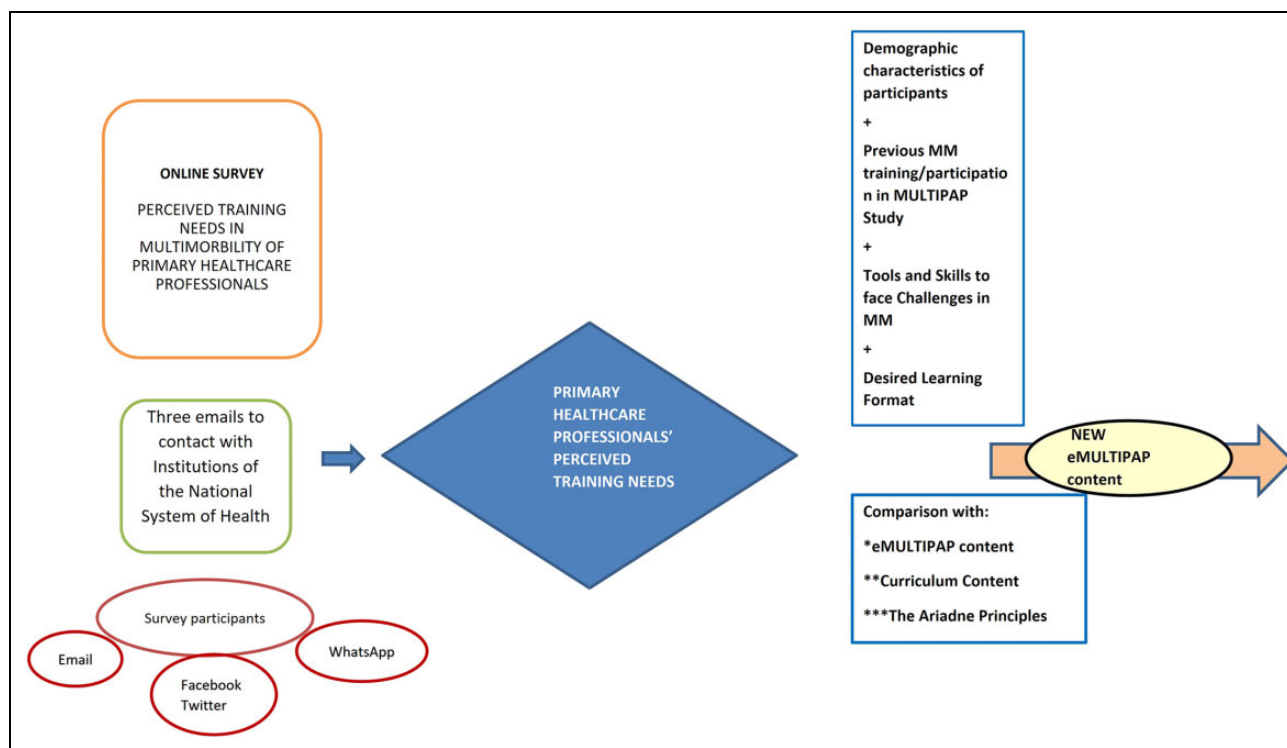 ONLINE SURVEY
PERCEIVED TRAINING
NEEDS IN
MULTIMORBILITY OF
PRIMARY HEALTHCARE
PROFESSIONALS
Three emails to
contact with
Institutions of
the National
System of Health
Survey participants
Email
WhatsApp
Facebook
Twitter
PRIMARY
HEALTHCARE
PROFESSIONALS’
PERCEIVED
TRAINING NEEDS
Demographic
characteristics of
participants
+
Previous MM
training/participatio
n in MULTIPAP
Study
+
Tools and Skills to
face Challenges in
MM
+
Desired Learning
Format
NEW
eMULTIPAP
content
Comparison with:
*eMULTIPAP content
**Curriculum Content
***The Ariadne Principles